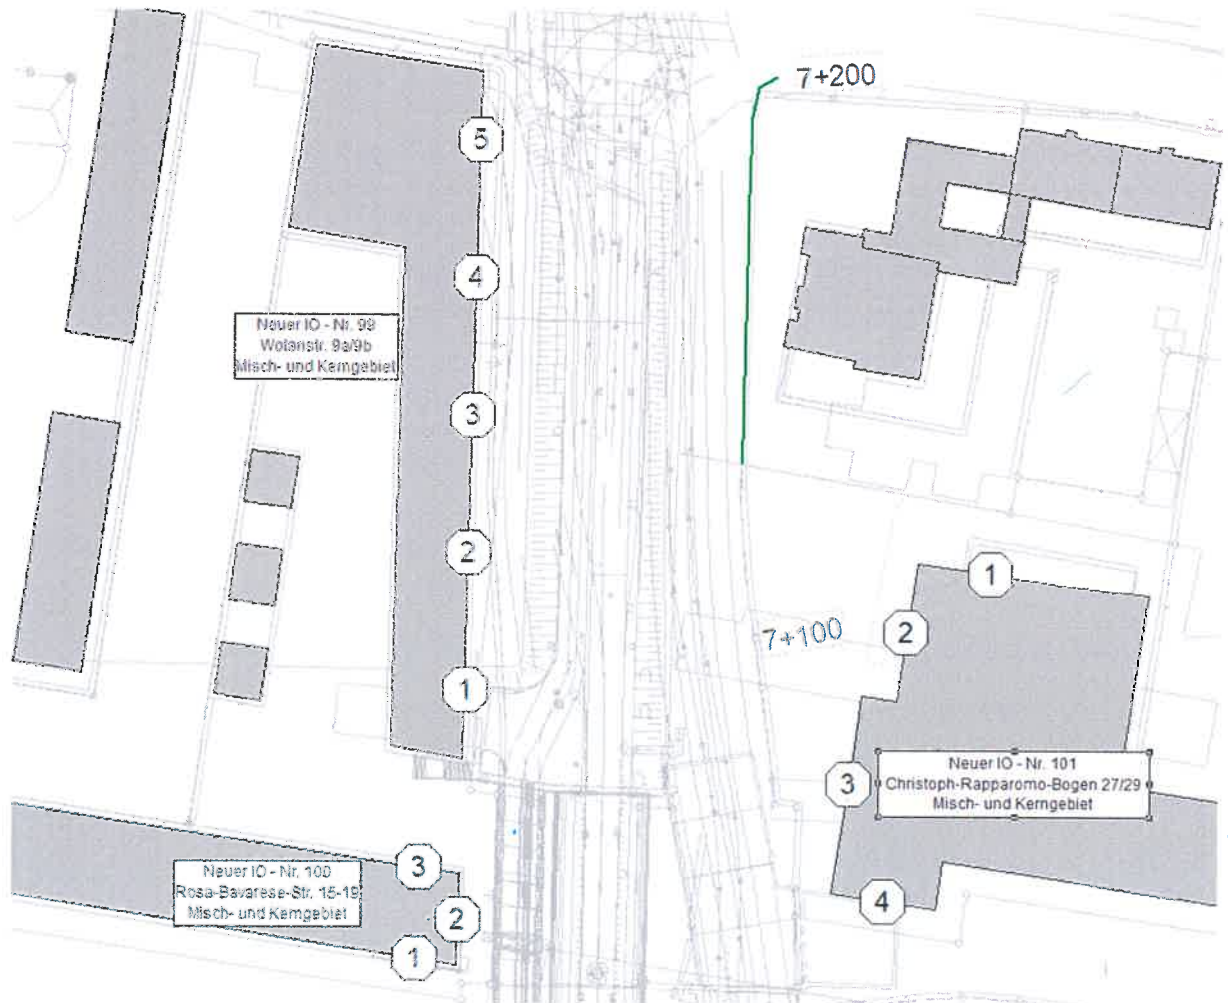 7+200
5
4
Neuer IO - Nr. 99
Wotanstr. 9a/9b
Misch- und Kerngebiet
3
2
1
1
2
7+100
Neuer IO - Nr. 101
Christoph-Rapparomo-Bogen 27/29
Misch- und Kerngebiet
3
4
3
Neuer IO - Nr. 100
Rosa-Bavarese-Str. 15-19
Misch- und Kerngebiet
2
1